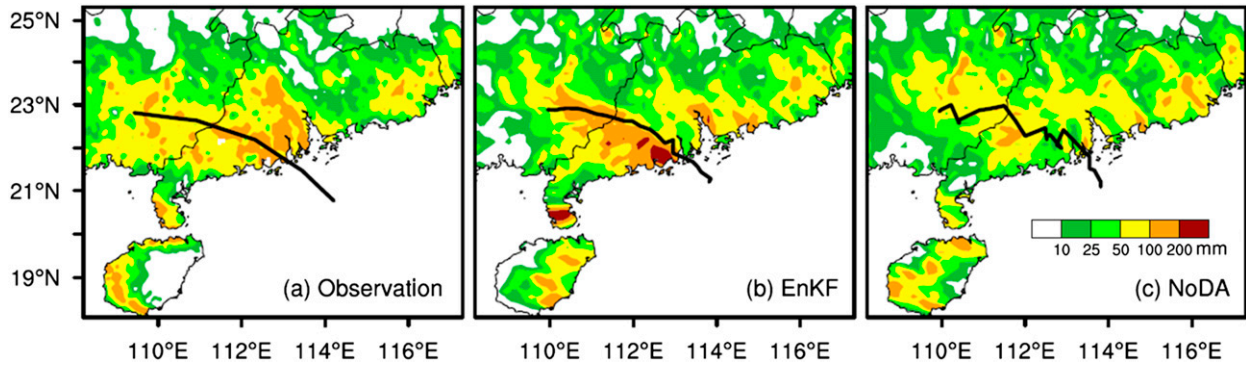 25°N
23°N
21°N
19°N
(a) Observation
(b) EnKF
(c) NoDA
10 25 50 100 200 mm
110°E 112°E 114°E 116°E
110°E 112°E 114°E 116°E
110°E 112°E 114°E 116°E